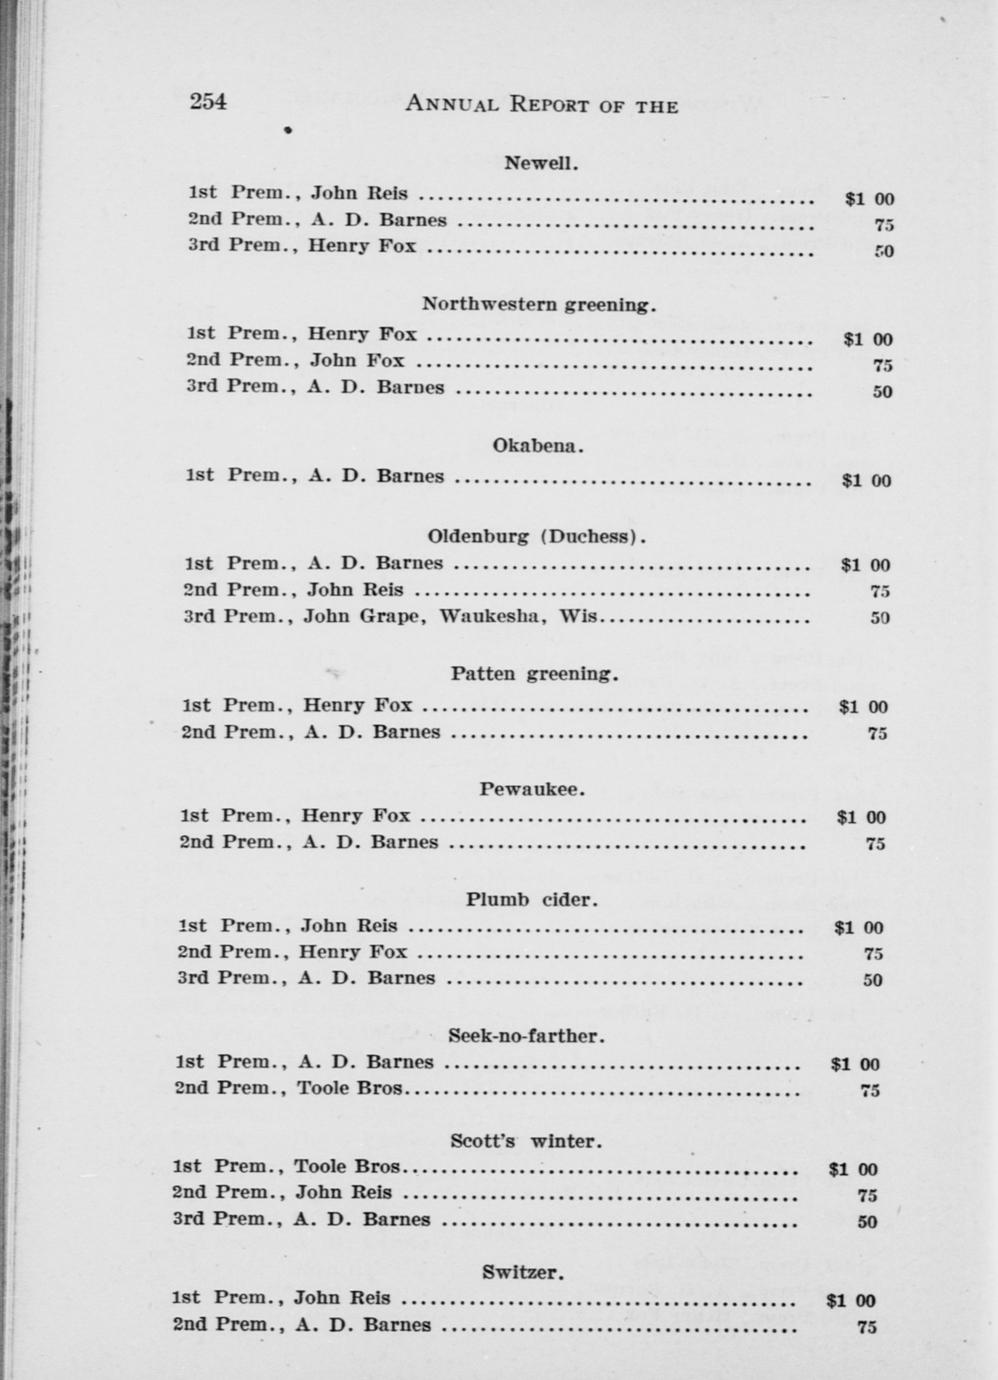 254 ANNUAL REPORT OF THE
Newell.
1st Prem., John Reis ........................................ $1 00
2nd Prem., A. D. Barnes .................................... 75
3rd Prem., Henry Fox ....................................... 50
Northwestern greening.
1st Prem., Henry Fox ....................................... $1 00
2nd Prem., John Fox ........................................ 75
3rd Prem., A. D. Barnes .................................... 50
Okabena.
1st Prem., A. D. Barnes .................................... $1 00
Oldenburg (Duchess).
1st Prem., A. D. Barnes .................................... $1 00
2nd Prem., John Reis ........................................ 75
3rd Prem., John Grape, Waukesha, Wis...................... 50
Patten greening.
1st Prem., Henry Fox ....................................... $1 00
2nd Prem., A. D. Barnes .................................... 75
Pewaukee.
1st Prem., Henry Fox ....................................... $1 00
2nd Prem., A. D. Barnes .................................... 75
Plumb cider.
1st Prem., John Reis ........................................ $1 00
2nd Prem., Henry Fox ....................................... 75
3rd Prem., A. D. Barnes .................................... 50
Seek-no-farther.
1st Prem., A. D. Barnes .................................... $1 00
2nd Prem., Toole Bros........................................ 75
Scott's winter.
1st Prem., Toole Bros........................................ $1 00
2nd Prem., John Reis ........................................ 75
3rd Prem., A. D. Barnes .................................... 50
Switzer.
1st Prem., John Reis ........................................ $1 00
2nd Prem., A. D. Barnes .................................... 75